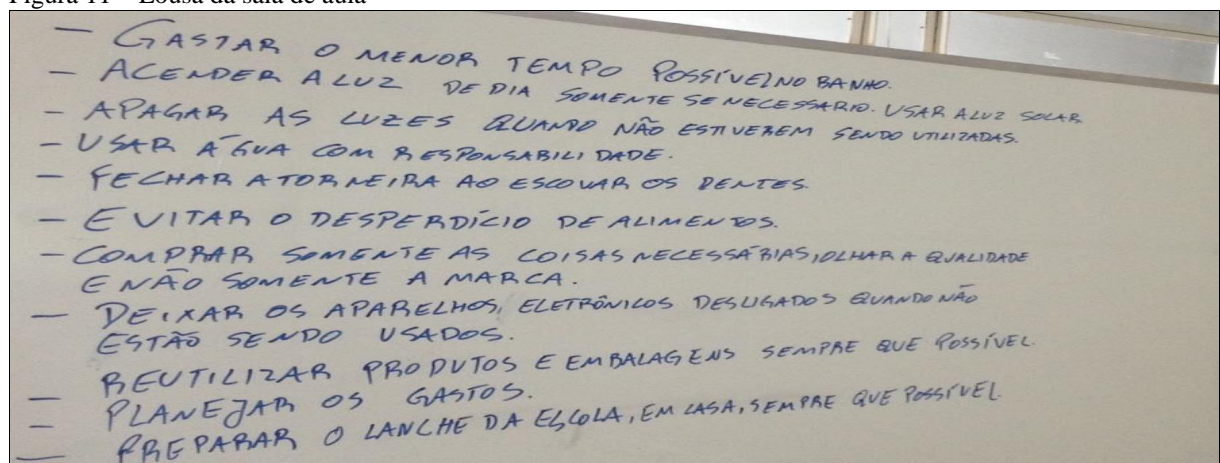 Figura 11 – Lousa da sala de aula
— GASTAR O MENOR TEMPO POSSÍVEL NO BANHO.
— ACENDER A LUZ DE DIA SOMENTE SE NECESSÁRIO. USAR A LUZ SOLAR
— APAGAR AS LUZES QUANDO NÃO ESTIVEREM SENDO UTILIZADAS.
— USAR ÁGUA COM RESPONSABILIDADE.
— FECHAR A TORNEIRA AO ESCOVAR OS DENTES.
— EVITAR O DESPERDÍCIO DE ALIMENTOS.
— COMPRAR SOMENTE AS COISAS NECESSÁRIAS, OLHAR A QUALIDADE
E NÃO SOMENTE A MARCA.
— DEIXAR OS APARELHOS, ELETRÔNICOS DESLIGADOS QUANDO NÃO
ESTÃO SENDO USADOS.
— REUTILIZAR PRODUTOS E EMBALAGENS SEMPRE QUE POSSÍVEL.
— PLANEJAR OS GASTOS.
— PREPARAR O LANCHE DA ESCOLA, EM CASA, SEMPRE QUE POSSÍVEL.